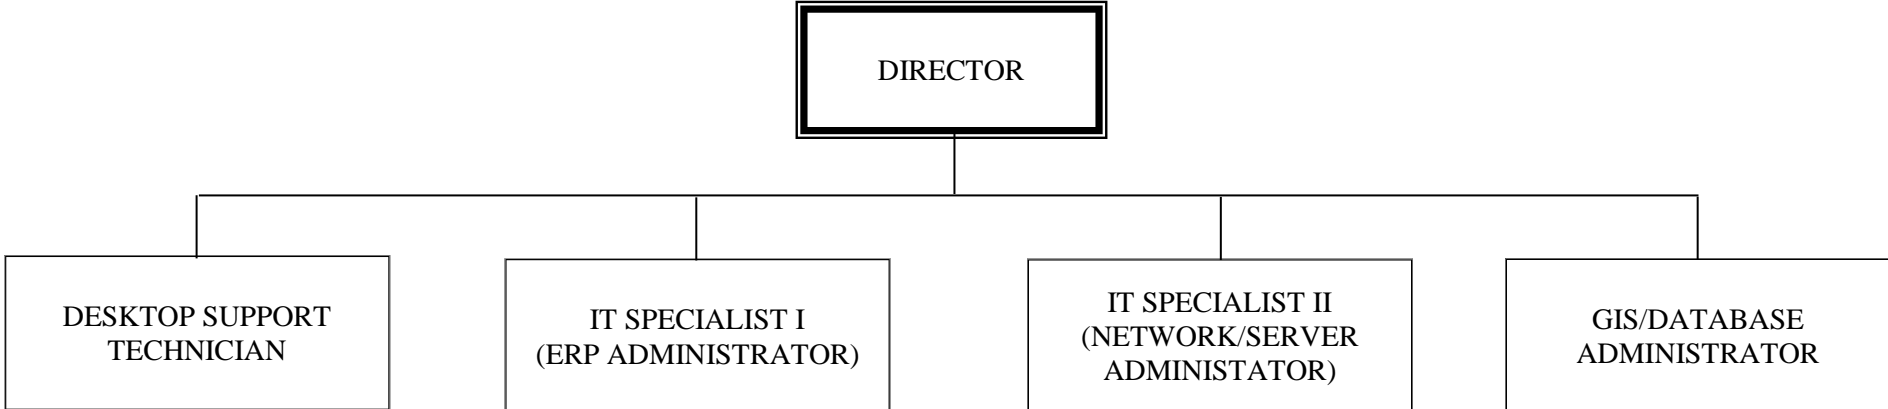 DIRECTOR
DESKTOP SUPPORT
TECHNICIAN
IT SPECIALIST I
(ERP ADMINISTRATOR)
IT SPECIALIST II
(NETWORK/SERVER
ADMINISTATOR)
GIS/DATABASE
ADMINISTRATOR